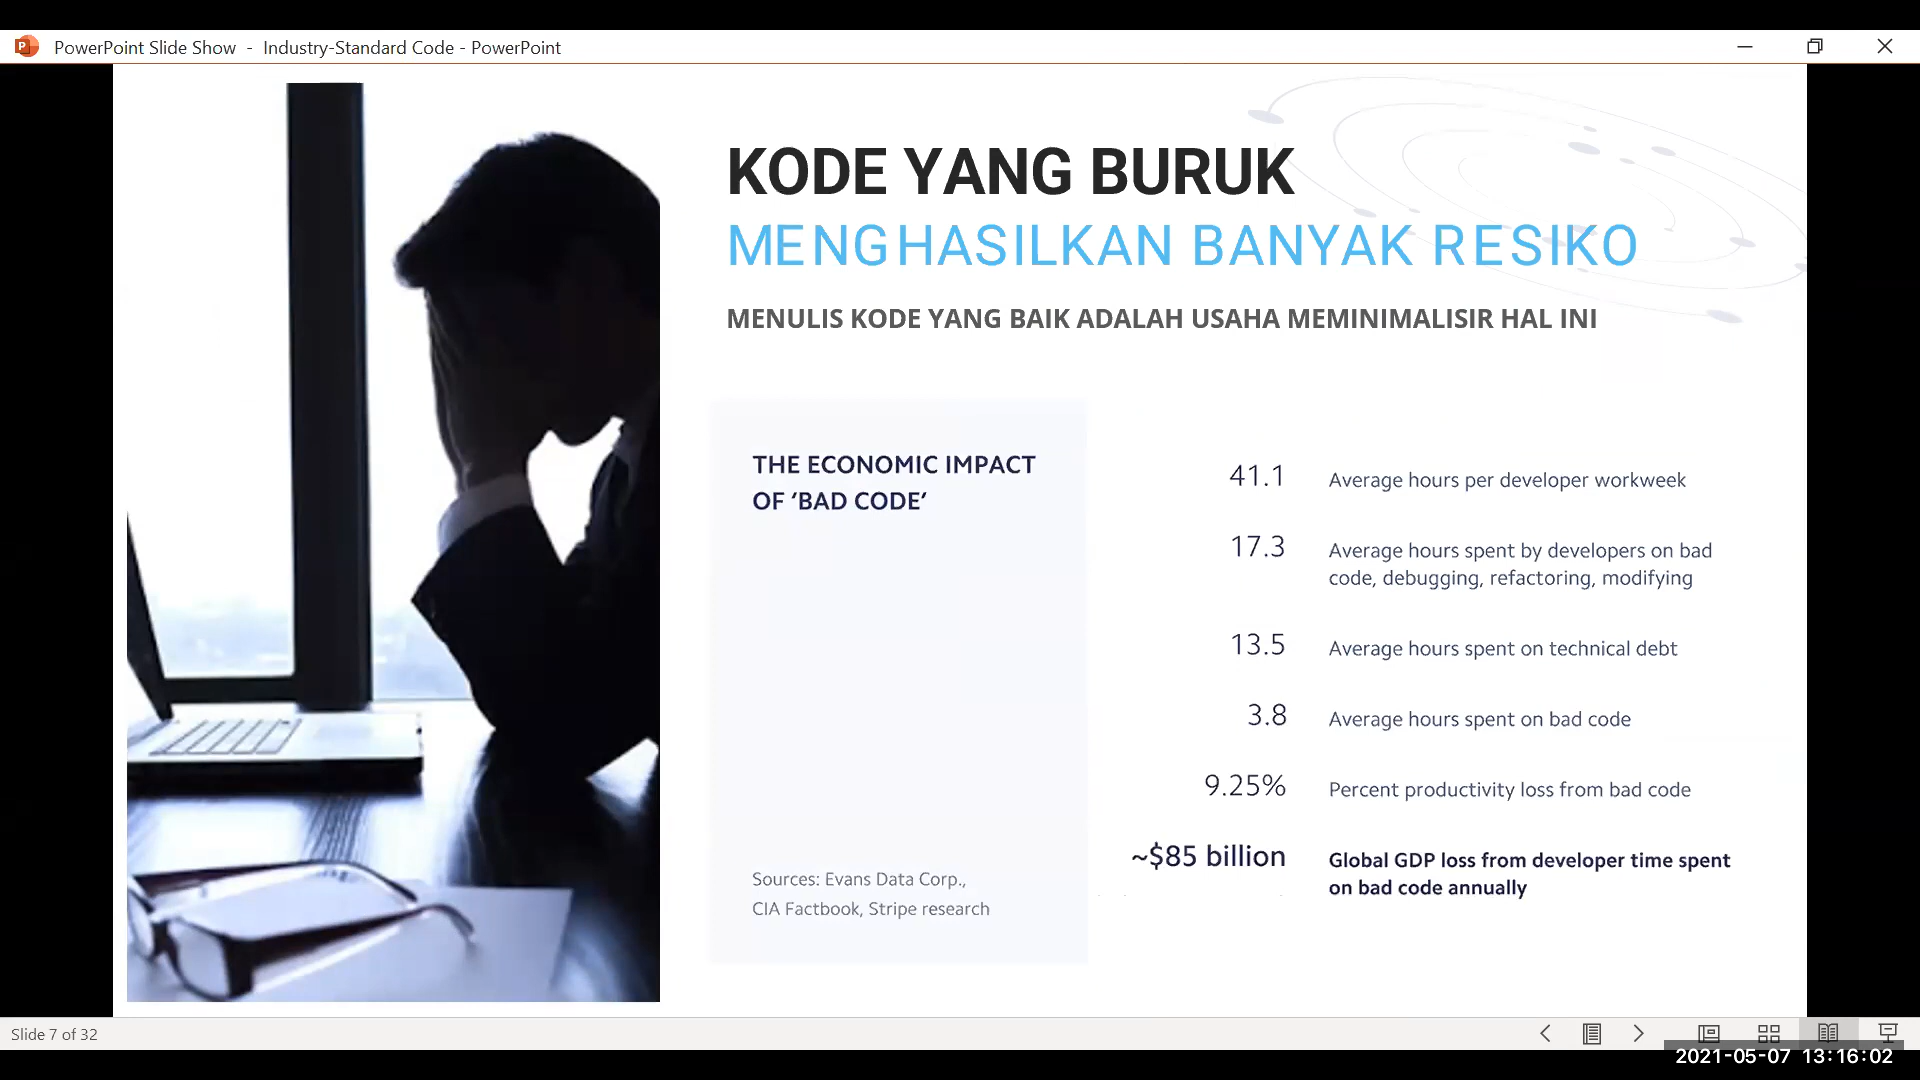 PowerPoint Slide Show - Industry-Standard Code - PowerPoint
KODE YANG BURUK
MENGHASILKAN BANYAK RESIKO
MENULIS KODE YANG BAIK ADALAH USAHA MEMINIMALISIR HAL INI
THE ECONOMIC IMPACT
OF ‘BAD CODE’
Sources: Evans Data Corp.,
CIA Factbook, Stripe research
41.1 Average hours per developer workweek
17.3 Average hours spent by developers on bad
code, debugging, refactoring, modifying
13.5 Average hours spent on technical debt
3.8 Average hours spent on bad code
9.25% Percent productivity loss from bad code
~$85 billion Global GDP loss from developer time spent
on bad code annually
Slide 7 of 32
2021-05-07 13:16:02